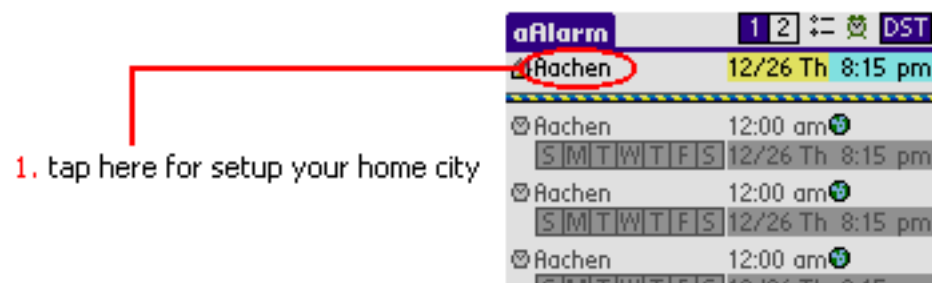 aAlarm 1 2 DST
Aachen 12/26 Th 8:15 pm
Aachen 12:00 am
S M T W T F S 12/26 Th 8:15 pm
1. tap here for setup your home city
Aachen 12:00 am
S M T W T F S 12/26 Th 8:15 pm
Aachen 12:00 am